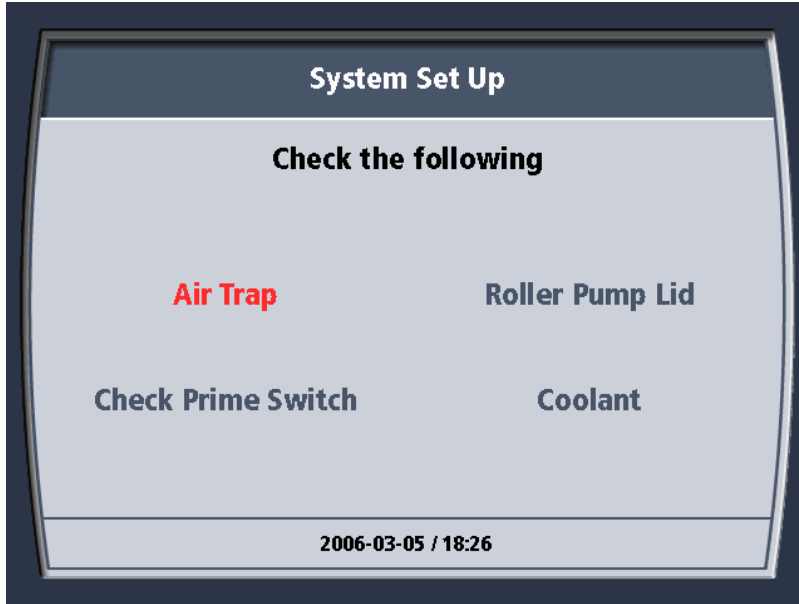 System Set Up
Check the following
Air Trap
Roller Pump Lid
Check Prime Switch
Coolant
2006-03-05 / 18:26